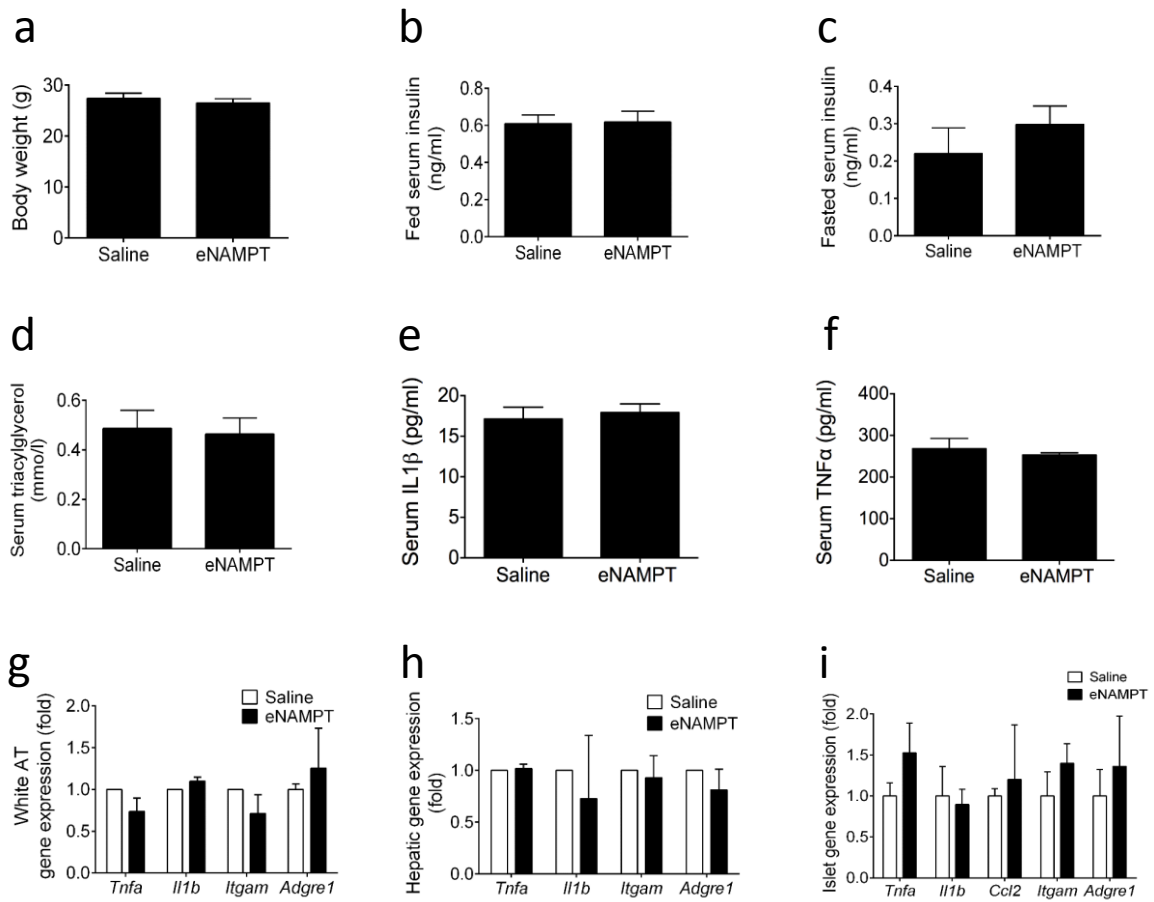 a
Body weight (g)
30
20
10
0
Saline
eNAMPT
b
Fed serum insulin
(ng/ml)
0.8
0.6
0.4
0.2
0.0
Saline
eNAMPT
c
Fasted serum insulin
(ng/ml)
0.4
0.3
0.2
0.1
0.0
Saline
eNAMPT
d
Serum triacylglycerol
(mmo/l)
0.6
0.4
0.2
0.0
Saline
eNAMPT
e
Serum IL1β (pg/ml)
20
15
10
5
0
Saline
eNAMPT
f
Serum TNFα (pg/ml)
400
300
200
100
0
Saline
eNAMPT
g
White AT
gene expression (fold)
Saline
eNAMPT
2.0
1.5
1.0
0.5
0.0
Tnfa
Il1b
Itgam
Adgre1
h
Hepatic gene expression
(fold)
Saline
eNAMPT
1.5
1.0
0.5
0.0
Tnfa
Il1b
Itgam
Adgre1
i
Islet gene expression (fold)
Saline
eNAMPT
2.0
1.5
1.0
0.5
0.0
Tnfa
Il1b
Ccl2
Itgam
Adgre1